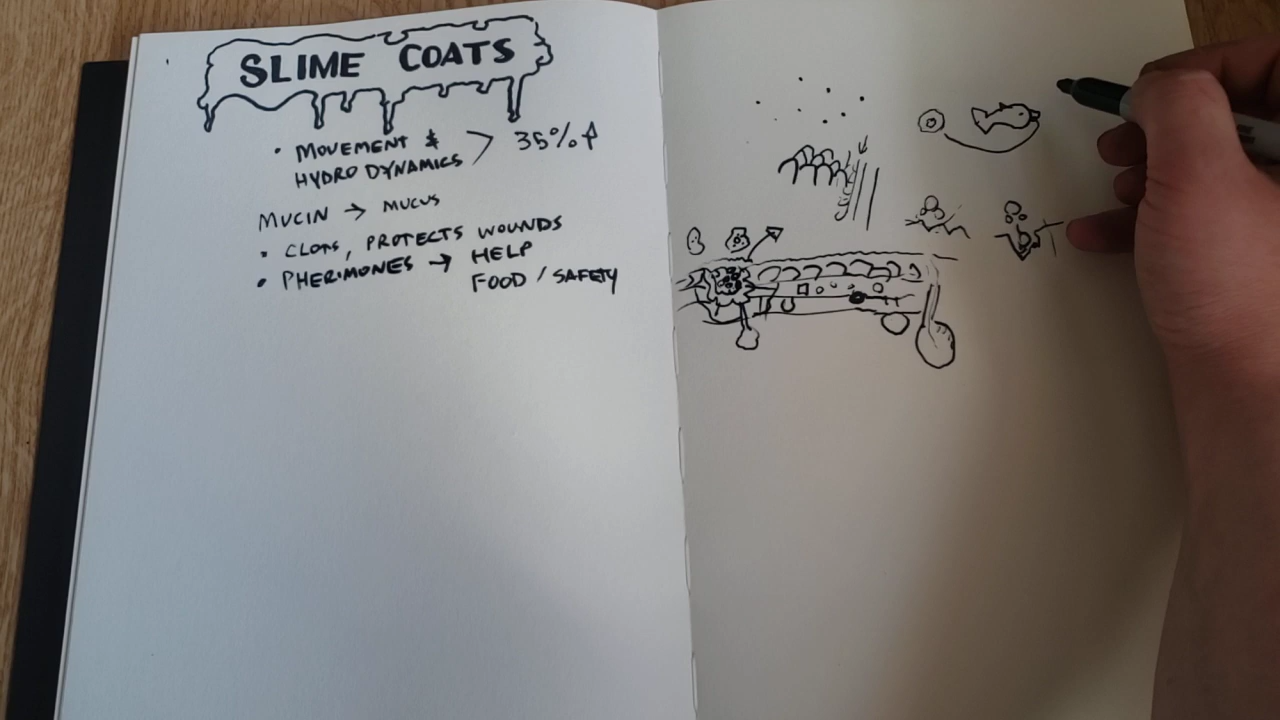 SLIME COATS
• MOVEMENT & > 35% ↑
HYDRODYNAMICS
MUCIN → MUCUS
• CLOTS, PROTECTS WOUNDS
• PHERIMONES → HELP
FOOD / SAFETY